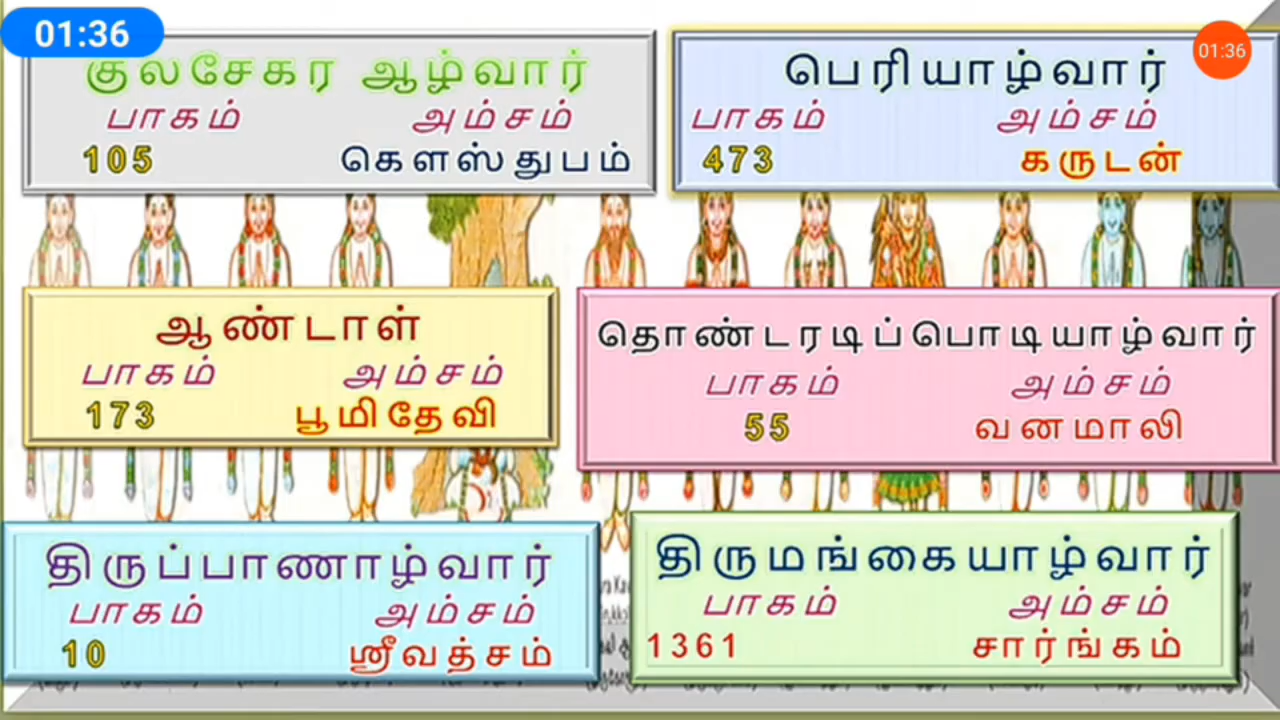 01:36
01:36
குலசேகர ஆழ்வார்
பாகம் அம்சம்
105 கௌஸ்துபம்
பெரியாழ்வார்
பாகம் அம்சம்
473 கருடன்
ஆண்டாள்
பாகம் அம்சம்
173 பூமிதேவி
தொண்டரடிப்பொடியாழ்வார்
பாகம் அம்சம்
55 வனமாலி
திருப்பாணாழ்வார்
பாகம் அம்சம்
10 ஸ்ரீவத்சம்
திருமங்கையாழ்வார்
பாகம் அம்சம்
1361 சார்ங்கம்